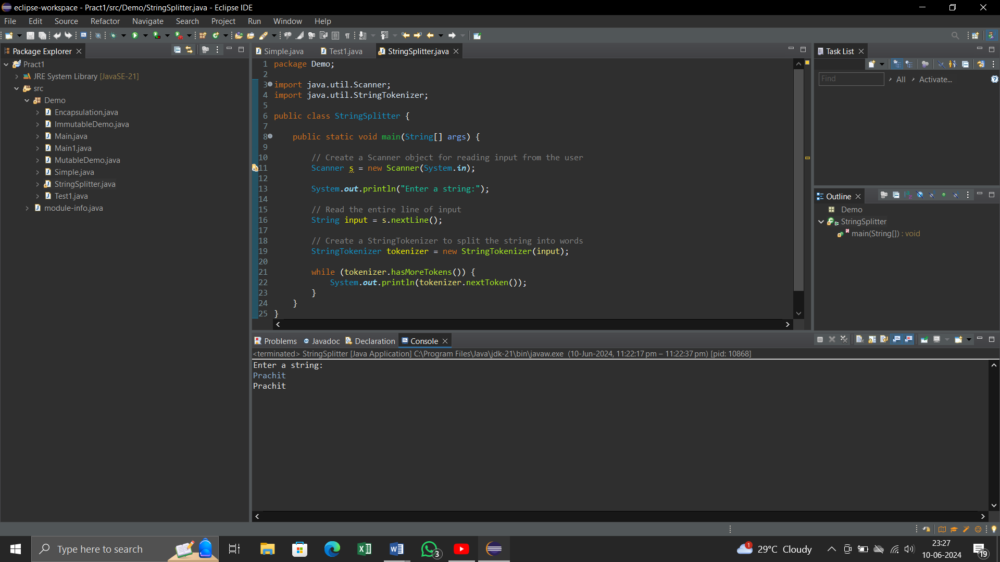 eclipse-workspace - Pract1/src/Demo/StringSplitter.java - Eclipse IDE
File Edit Source Refactor Navigate Search Project Run Window Help
Package Explorer
Pract1
JRE System Library [JavaSE-21]
src
Demo
Encapsulation.java
ImmutableDemo.java
Main.java
Main1.java
MutableDemo.java
Simple.java
StringSplitter.java
Test1.java
module-info.java
Simple.java Test1.java StringSplitter.java
1 package Demo;
2
3 import java.util.Scanner;
4 import java.util.StringTokenizer;
5
6 public class StringSplitter {
7
8 public static void main(String[] args) {
9
10 // Create a Scanner object for reading input from the user
11 Scanner s = new Scanner(System.in);
12
13 System.out.println("Enter a string:");
14
15 // Read the entire line of input
16 String input = s.nextLine();
17
18 // Create a StringTokenizer to split the string into words
19 StringTokenizer tokenizer = new StringTokenizer(input);
20
21 while (tokenizer.hasMoreTokens()) {
22 System.out.println(tokenizer.nextToken());
23 }
24 }
25 }
Task List
Find All Activate...
Outline
Demo
StringSplitter
main(String[]) : void
Problems Javadoc Declaration Console
<terminated> StringSplitter [Java Application] C:\Program Files\Java\jdk-21\bin\javaw.exe (10-Jun-2024, 11:22:17 pm – 11:22:37 pm) [pid: 10868]
Enter a string:
Prachit
Prachit
Type here to search
3
1
29°C Cloudy
23:27
10-06-2024
19